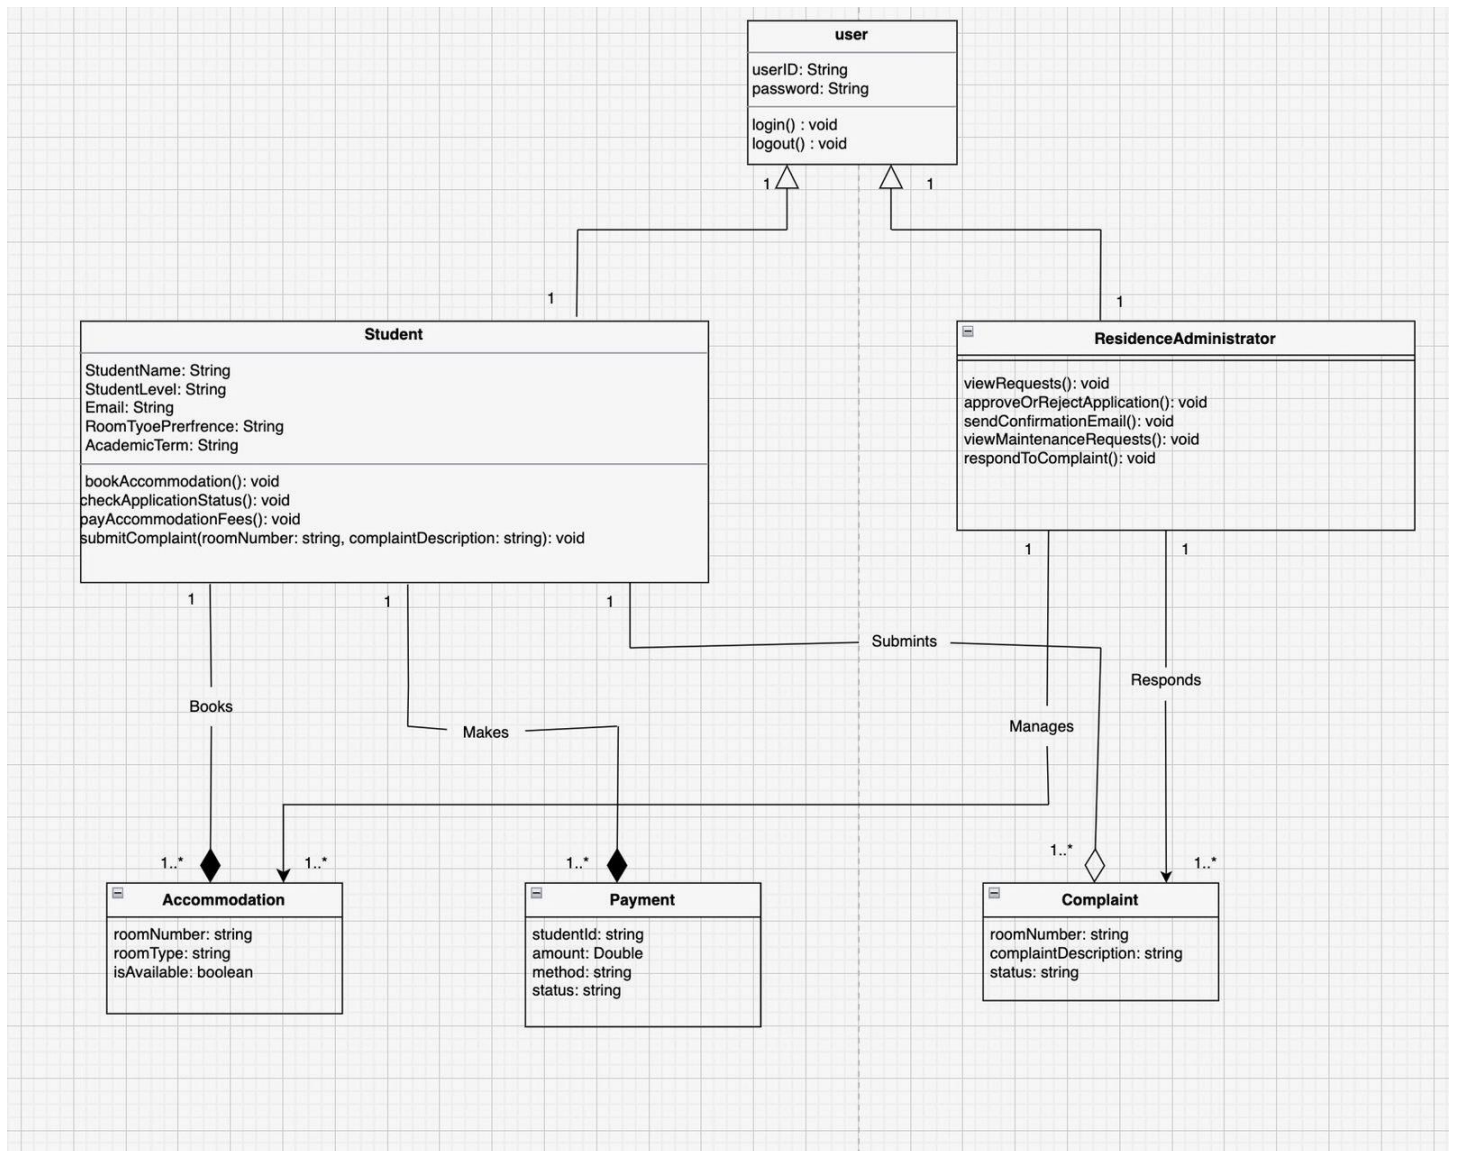 user
userID: String
password: String
login() : void
logout() : void
1
1
1
1
Student
StudentName: String
StudentLevel: String
Email: String
RoomTyoePrerfrence: String
AcademicTerm: String
bookAccommodation(): void
checkApplicationStatus(): void
payAccommodationFees(): void
submitComplaint(roomNumber: string, complaintDescription: string): void
ResidenceAdministrator
viewRequests(): void
approveOrRejectApplication(): void
sendConfirmationEmail(): void
viewMaintenanceRequests(): void
respondToComplaint(): void
1
1
1
1
1
Submints
Responds
Books
Manages
Makes
1..*
1..*
1..*
1..*
1..*
Accommodation
roomNumber: string
roomType: string
isAvailable: boolean
Payment
studentId: string
amount: Double
method: string
status: string
Complaint
roomNumber: string
complaintDescription: string
status: string